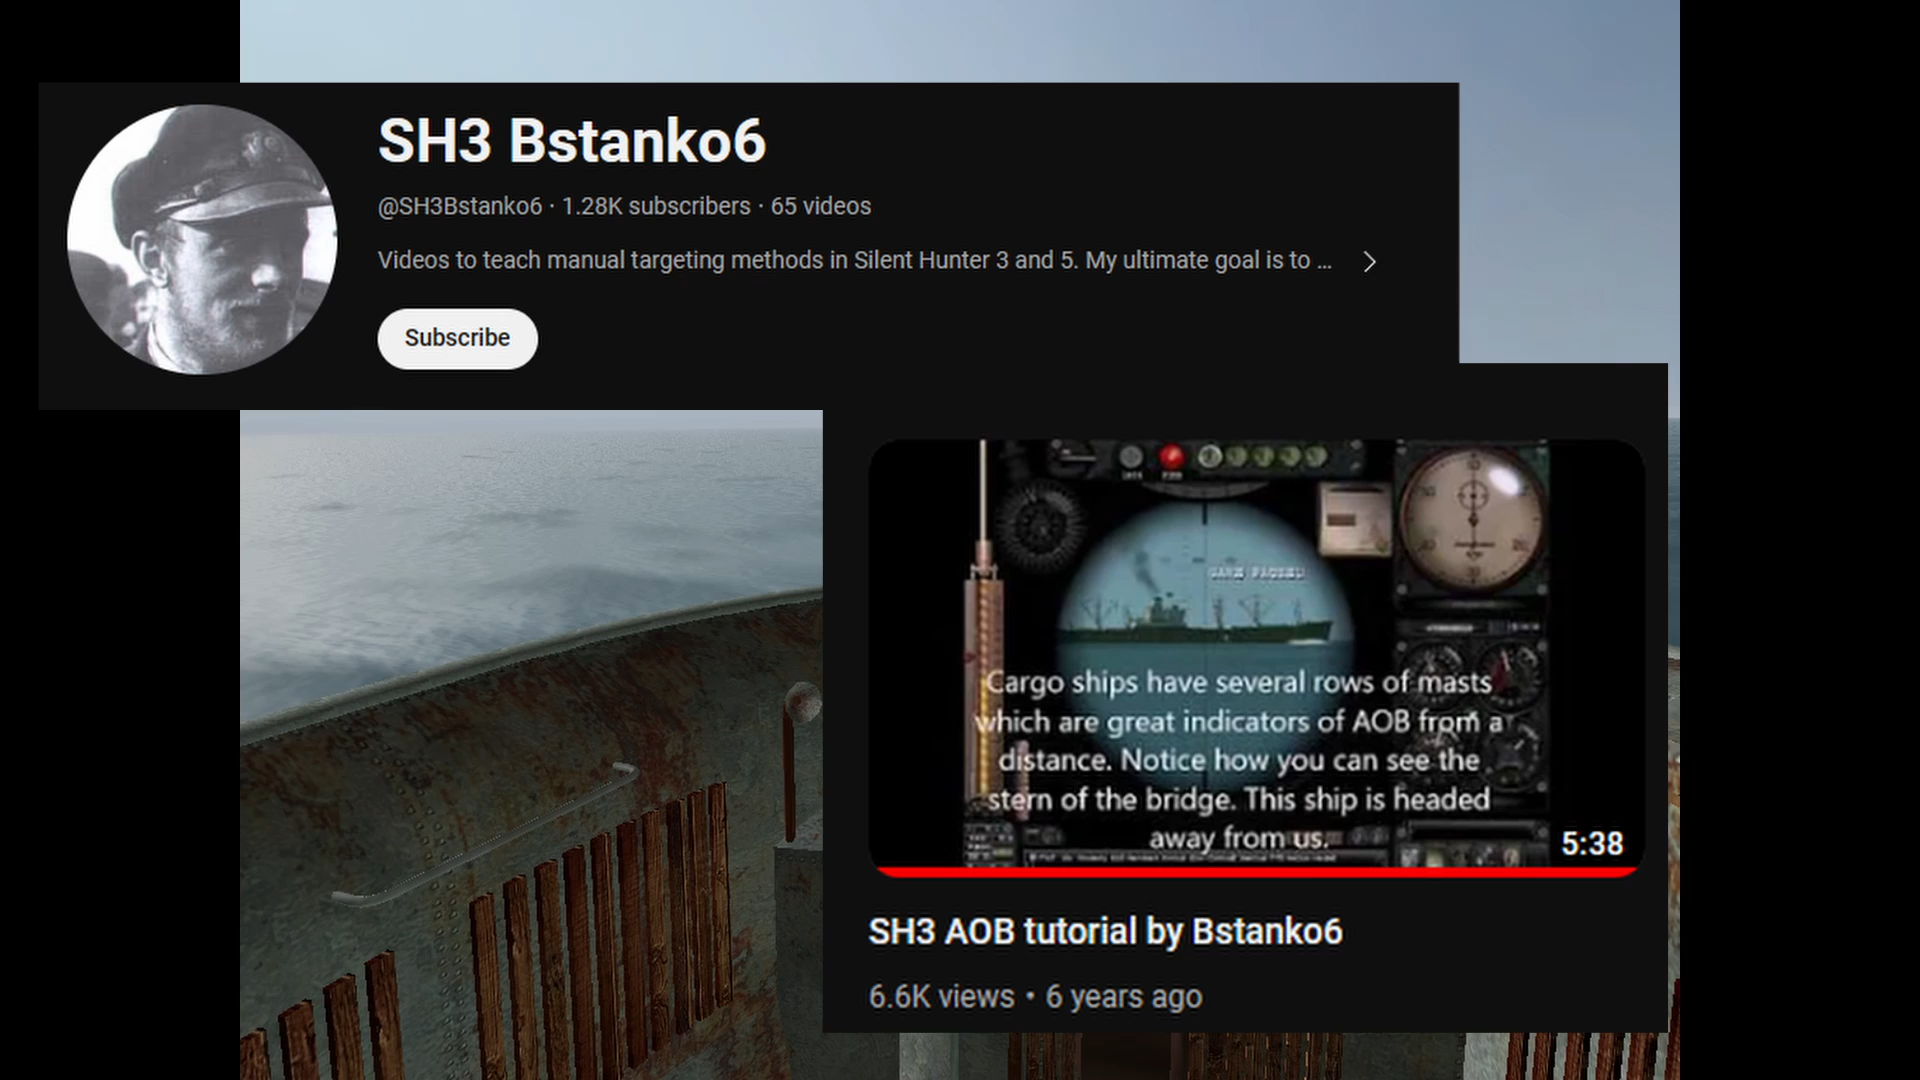 SH3 Bstanko6
@SH3Bstanko6 · 1.28K subscribers · 65 videos
Videos to teach manual targeting methods in Silent Hunter 3 and 5. My ultimate goal is to ...
Subscribe
Cargo ships have several rows of masts
which are great indicators of AOB from a
distance. Notice how you can see the
stern of the bridge. This ship is headed
away from us.
5:38
SH3 AOB tutorial by Bstanko6
6.6K views • 6 years ago